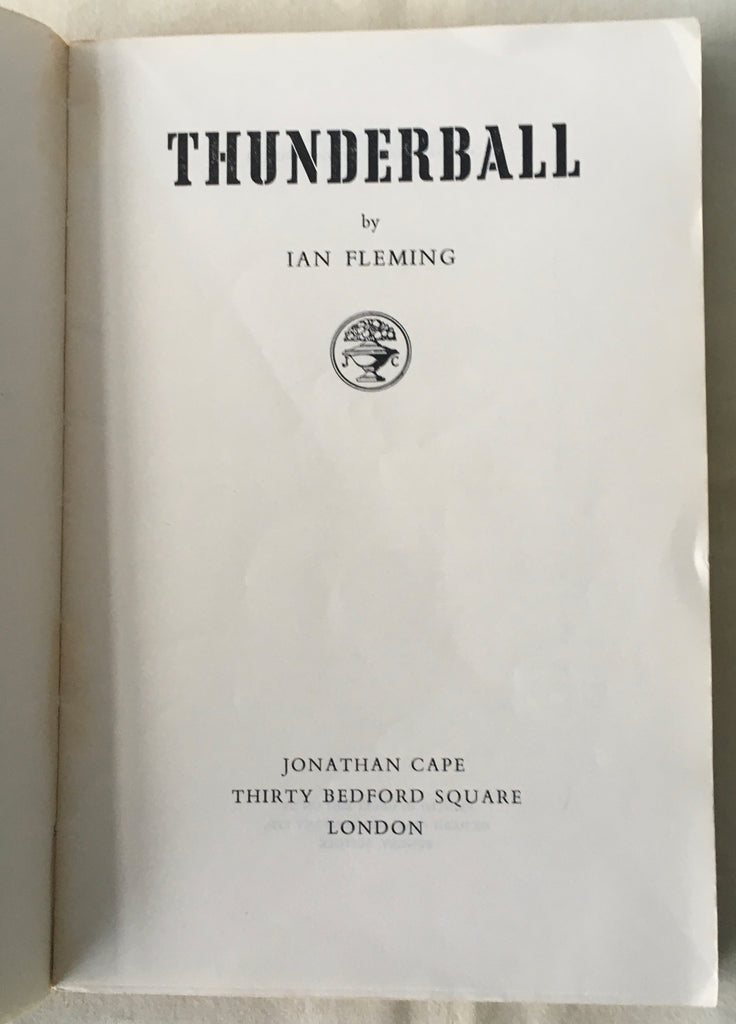 THUNDERBALL
by
IAN FLEMING
J C
JONATHAN CAPE
THIRTY BEDFORD SQUARE
LONDON